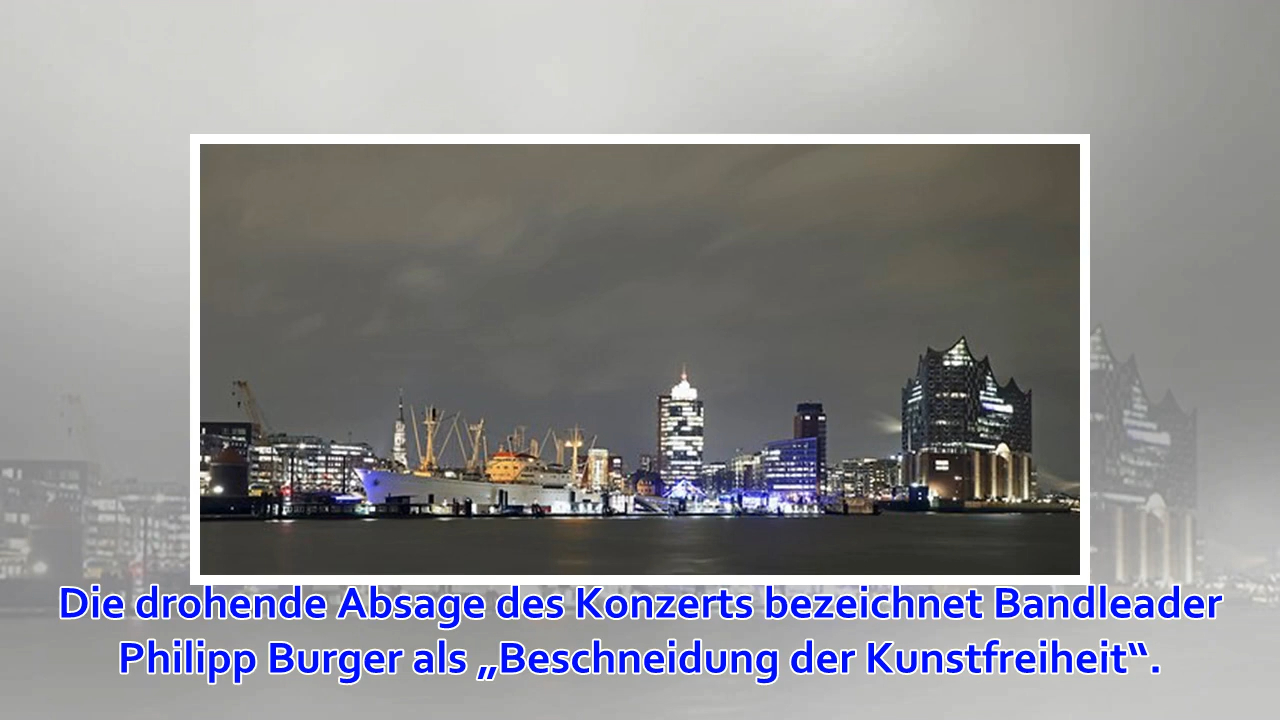 Die drohende Absage des Konzerts bezeichnet Bandleader
Philipp Burger als „Beschneidung der Kunstfreiheit“.